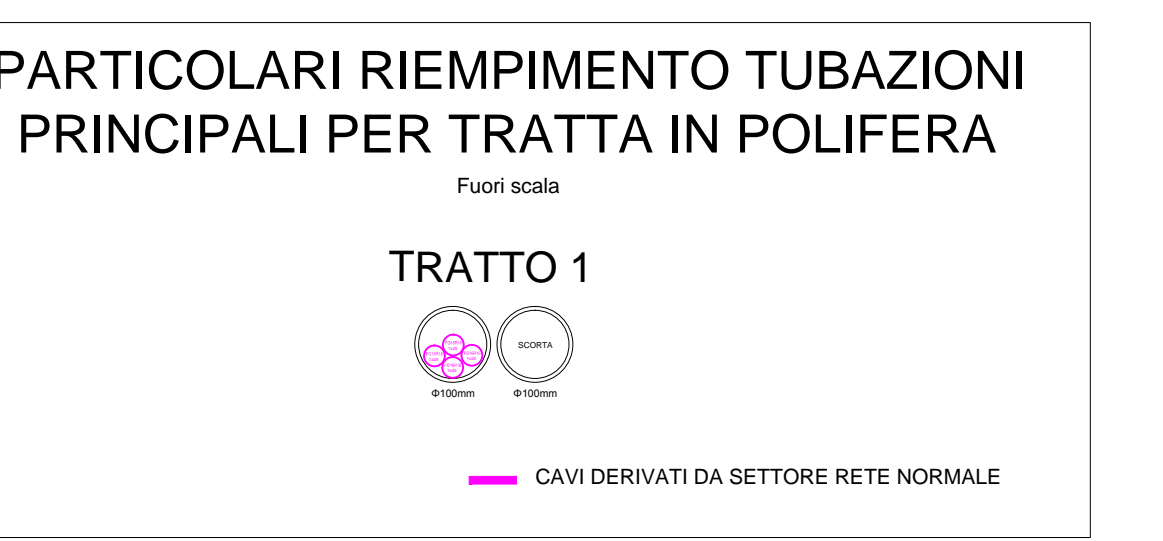 PARTICOLARI RIEMPIMENTO TUBAZIONI
PRINCIPALI PER TRATTA IN POLIFERA
Fuori scala
TRATTO 1
SCORTA
Φ100mm Φ100mm
CAVI DERIVATI DA SETTORE RETE NORMALE